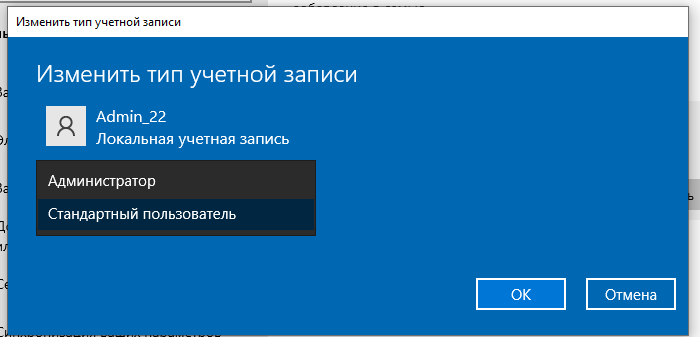 Изменить тип учетной записи
Изменить тип учетной записи
Admin_22
Локальная учетная запись
Администратор
Стандартный пользователь
OK
Отмена